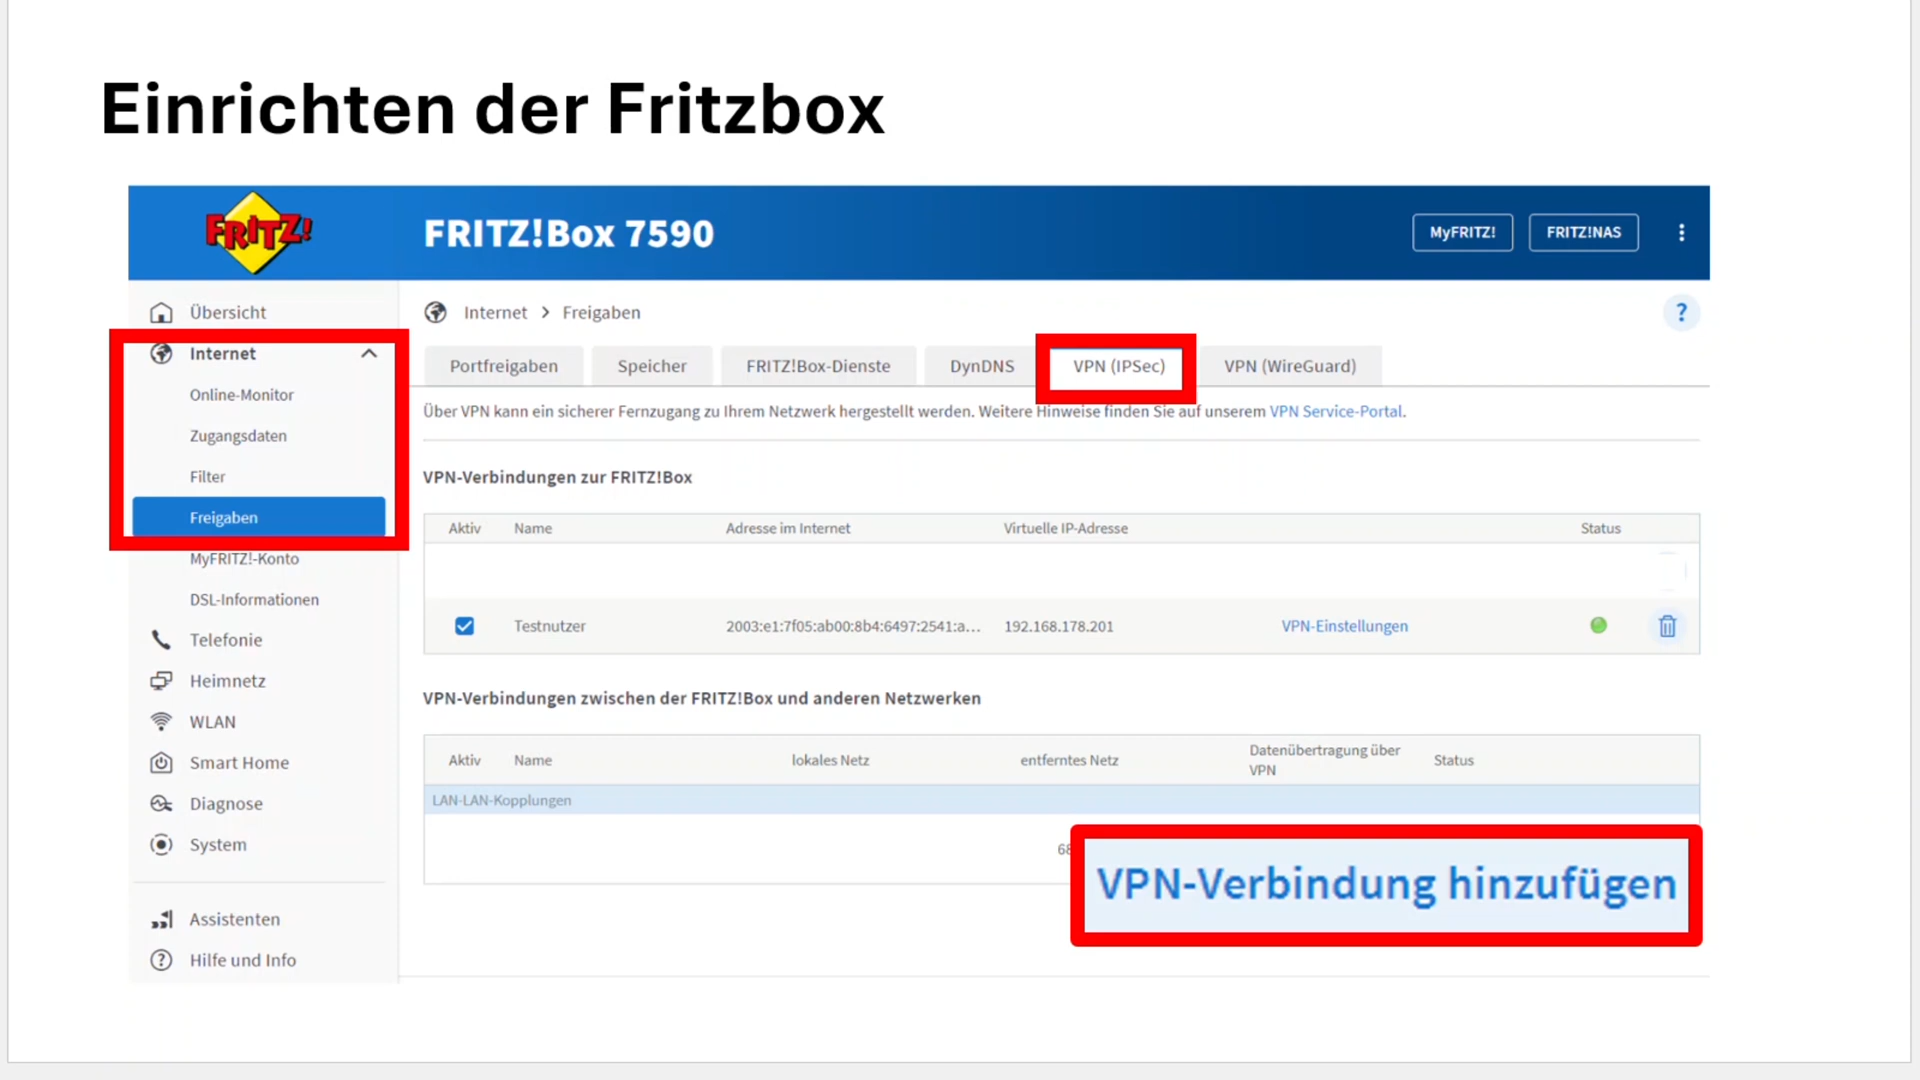 Einrichten der Fritzbox
FRITZ!
FRITZ!Box 7590
MyFRITZ!
FRITZ!NAS
Übersicht
Internet
Online-Monitor
Zugangsdaten
Filter
Freigaben
MyFRITZ!-Konto
DSL-Informationen
Telefonie
Heimnetz
WLAN
Smart Home
Diagnose
System
Assistenten
Hilfe und Info
Internet > Freigaben
?
Portfreigaben
Speicher
FRITZ!Box-Dienste
DynDNS
VPN (IPSec)
VPN (WireGuard)
Über VPN kann ein sicherer Fernzugang zu Ihrem Netzwerk hergestellt werden. Weitere Hinweise finden Sie auf unserem VPN Service-Portal.
VPN-Verbindungen zur FRITZ!Box
Aktiv Name Adresse im Internet Virtuelle IP-Adresse Status
Testnutzer 2003:e1:7f05:ab00:8b4:6497:2541:a... 192.168.178.201 VPN-Einstellungen
VPN-Verbindungen zwischen der FRITZ!Box und anderen Netzwerken
Aktiv Name lokales Netz entferntes Netz Datenübertragung über Status
VPN
LAN-LAN-Kopplungen
VPN-Verbindung hinzufügen